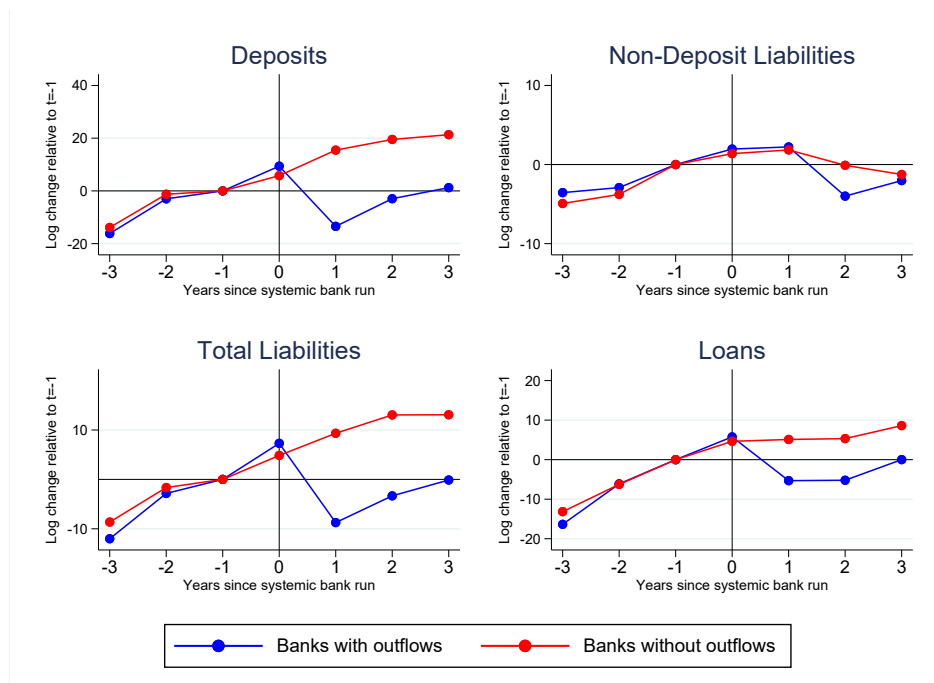 Deposits
Log change relative to t=-1
40
20
0
-20
-3 -2 -1 0 1 2 3
Years since systemic bank run
Non-Deposit Liabilities
Log change relative to t=-1
10
0
-10
-3 -2 -1 0 1 2 3
Years since systemic bank run
Total Liabilities
Log change relative to t=-1
10
-10
-3 -2 -1 0 1 2 3
Years since systemic bank run
Loans
Log change relative to t=-1
20
10
0
-10
-20
-3 -2 -1 0 1 2 3
Years since systemic bank run
Banks with outflows Banks without outflows